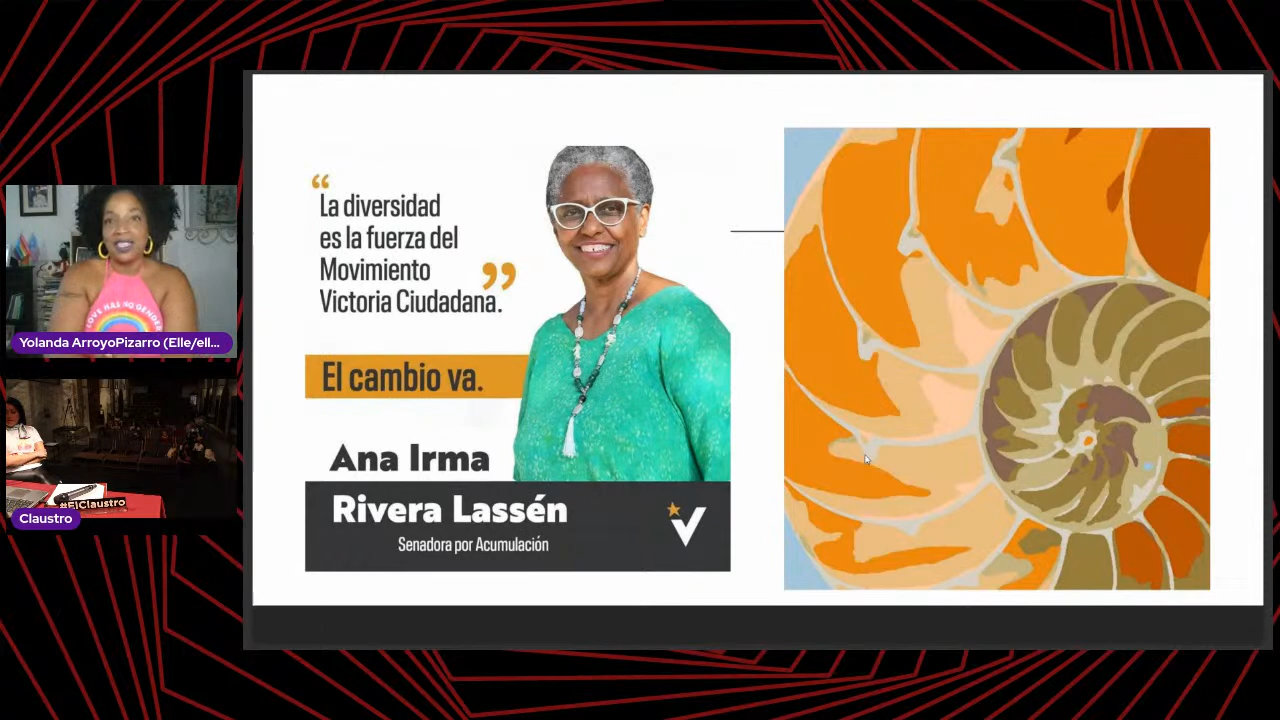 “
La diversidad
es la fuerza del
Movimiento
Victoria Ciudadana.
”
El cambio va.
Ana Irma
Rivera Lassén
Senadora por Acumulación
LOVE HAS NO GENDER
Yolanda ArroyoPizarro (Elle/ell...
#ElClaustro
Claustro